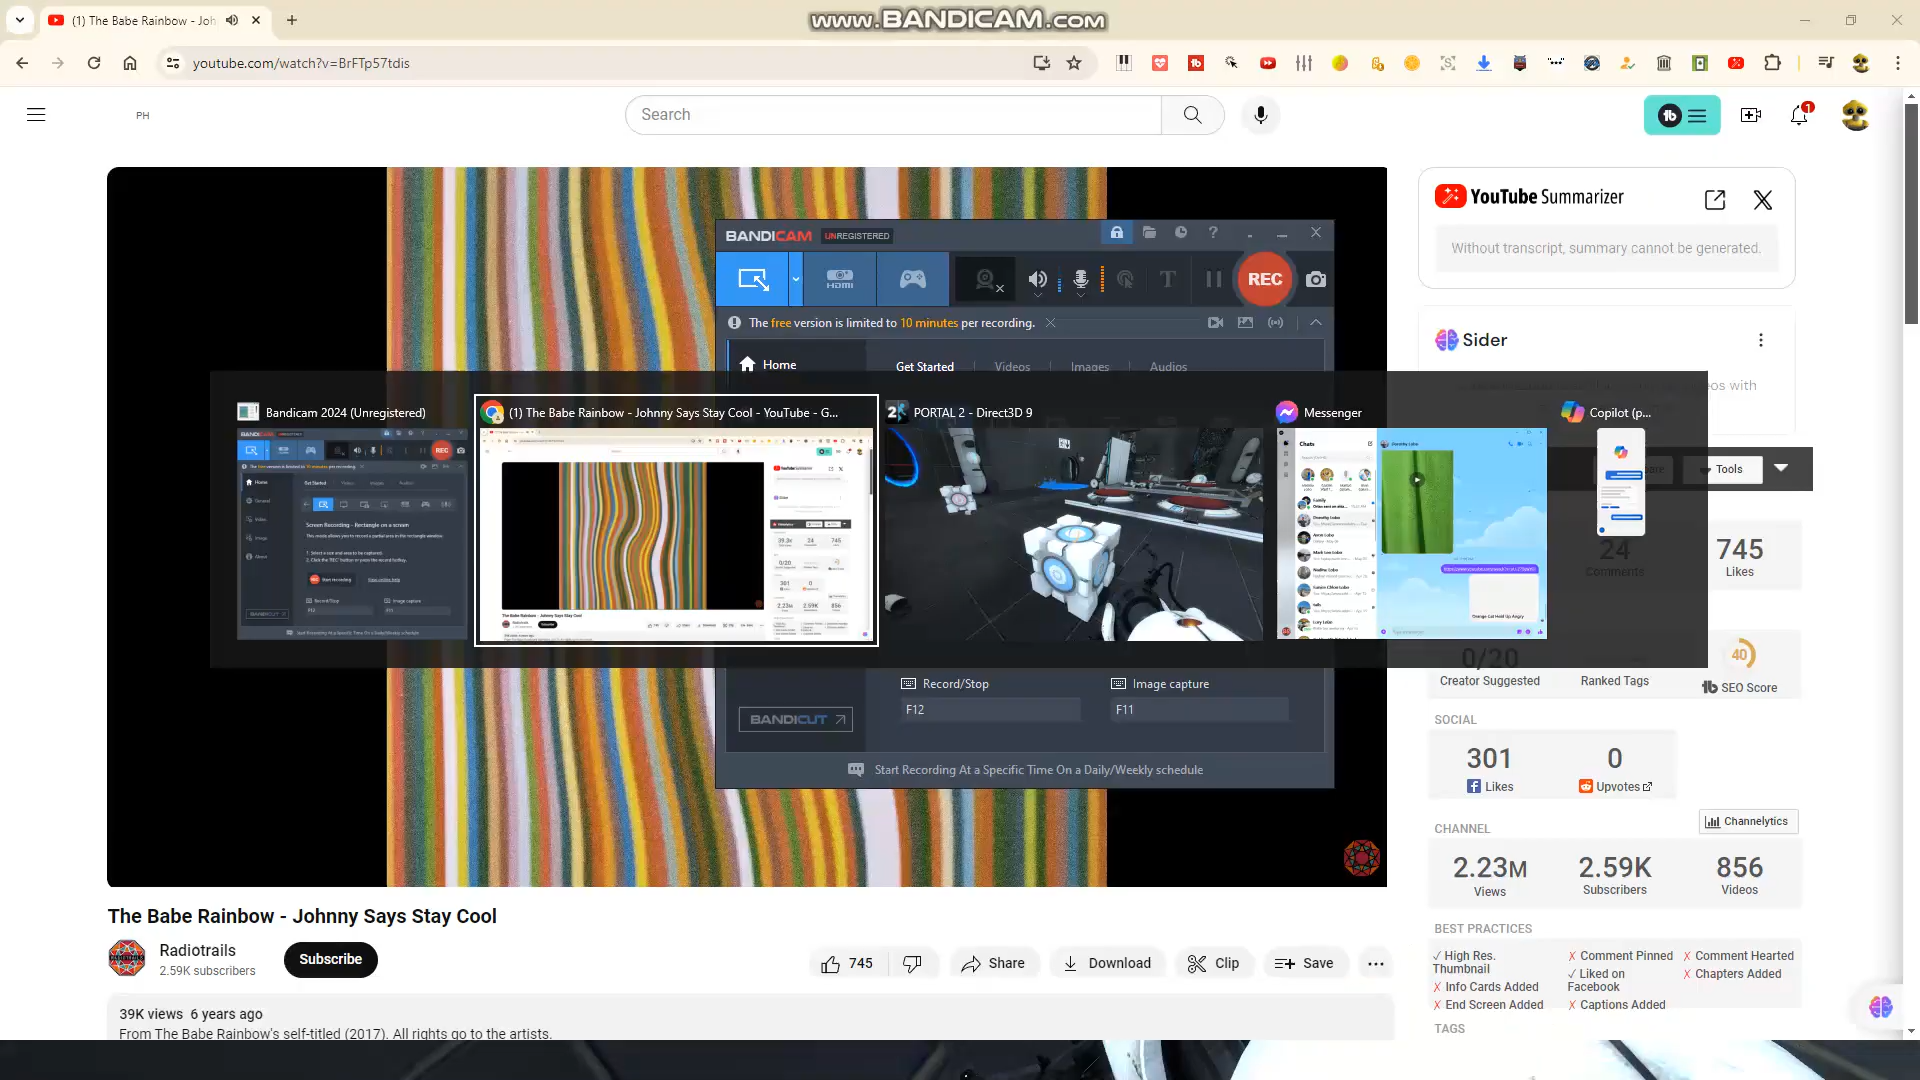 (1) The Babe Rainbow - Joh
www.BANDICAM.com
youtube.com/watch?v=BrFTp57tdis
PH
Search
1
YouTube Summarizer
Without transcript, summary cannot be generated.
Sider
BANDICAM UNREGISTERED
HDMI
REC
The free version is limited to 10 minutes per recording.
Home
Get Started
Videos
Images
Audios
Bandicam 2024 (Unregistered)
(1) The Babe Rainbow - Johnny Says Stay Cool - YouTube - G...
PORTAL 2 - Direct3D 9
Messenger
Copilot (p...
Tools
24
Comments
745
Likes
0/20
Creator Suggested
Ranked Tags
40
SEO Score
Record/Stop
Image capture
F12
F11
BANDICUT
Start Recording At a Specific Time On a Daily/Weekly schedule
SOCIAL
301
Likes
0
Upvotes
CHANNEL
Channelytics
2.23M
Views
2.59K
Subscribers
856
Videos
BEST PRACTICES
✓ High Res. Thumbnail
✗ Comment Pinned
✗ Comment Hearted
✓ Liked on Facebook
✗ Chapters Added
✗ Info Cards Added
✗ End Screen Added
✗ Captions Added
TAGS
The Babe Rainbow - Johnny Says Stay Cool
Radiotrails
2.59K subscribers
Subscribe
745
Share
Download
Clip
Save
39K views 6 years ago
From The Babe Rainbow's self-titled (2017). All rights go to the artists.